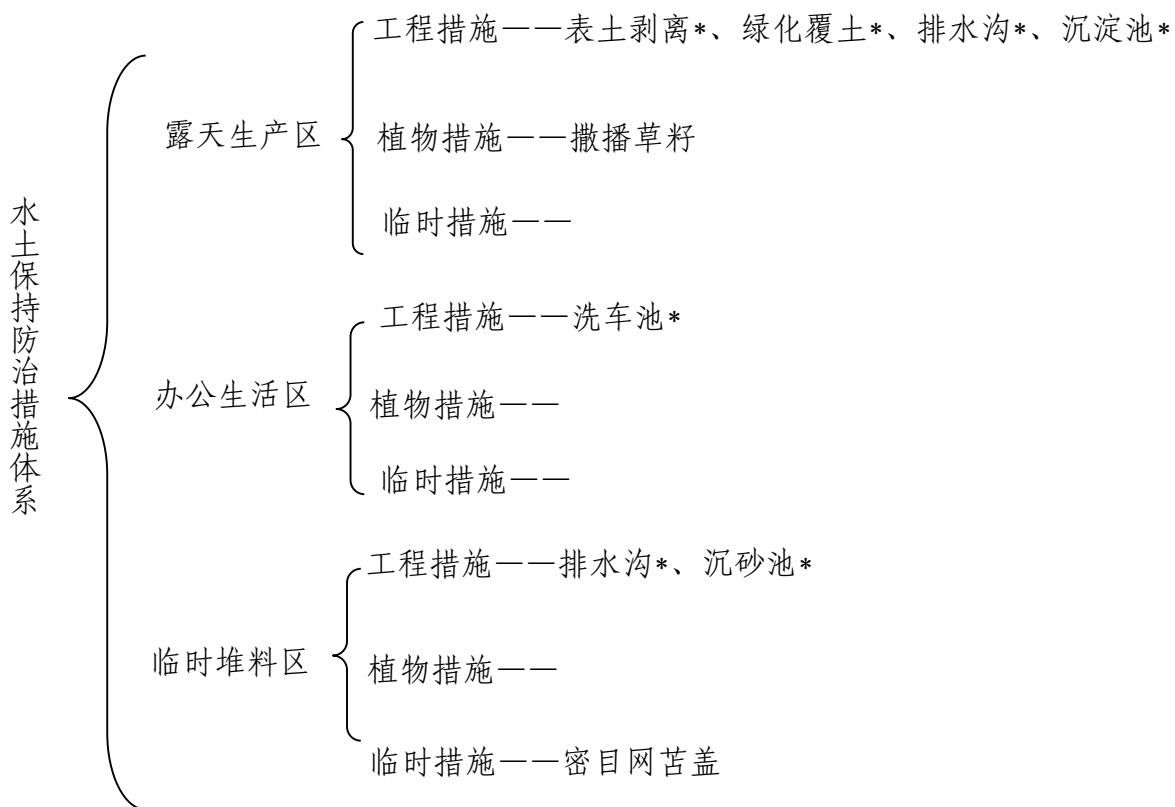 水土保持防治措施体系
露天生产区
工程措施——表土剥离*、绿化覆土*、排水沟*、沉淀池*
植物措施——撒播草籽
临时措施——
办公生活区
工程措施——洗车池*
植物措施——
临时措施——
临时堆料区
工程措施——排水沟*、沉砂池*
植物措施——
临时措施——密目网苫盖